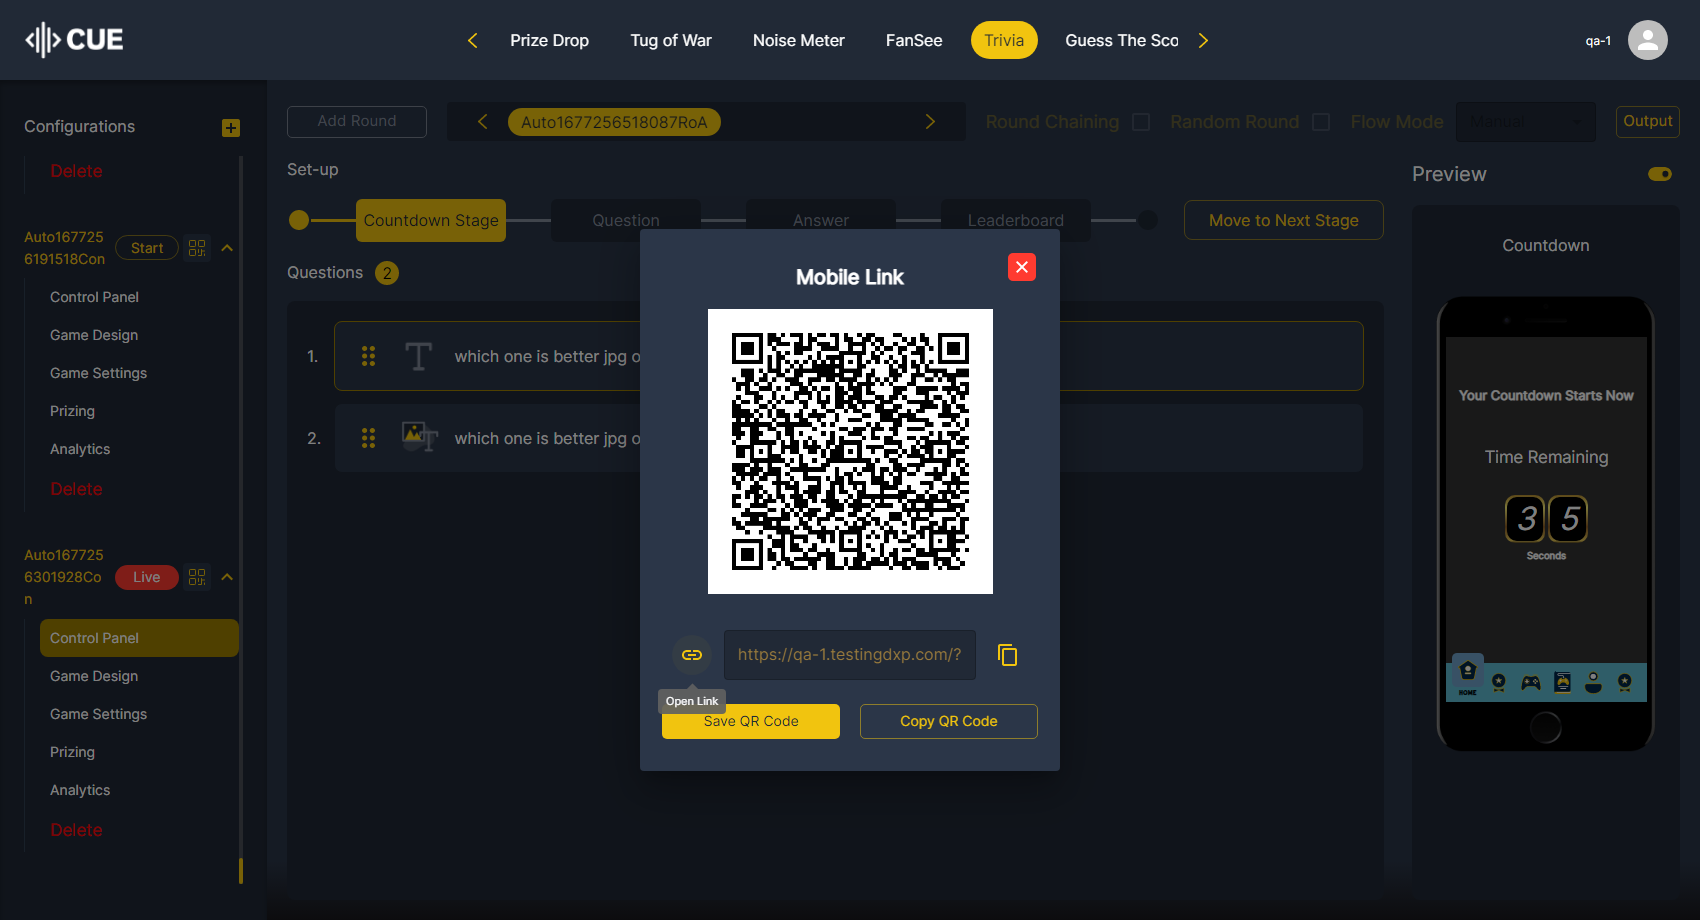 CUE
Prize Drop
Tug of War
Noise Meter
FanSee
Trivia
Guess The Sco
qa-1
Configurations
Delete
Auto167725
6191518Con
Start
Control Panel
Game Design
Game Settings
Prizing
Analytics
Delete
Auto167725
6301928Co
n
Live
Control Panel
Game Design
Game Settings
Prizing
Analytics
Delete
Add Round
Auto1677256518087RoA
Round Chaining
Random Round
Flow Mode
Manual
Output
Set-up
Countdown Stage
Question
Answer
Leaderboard
Move to Next Stage
Questions 2
1. which one is better jpg o
2. which one is better jpg o
Mobile Link
https://qa-1.testingdxp.com/?
Open Link
Save QR Code
Copy QR Code
Preview
Countdown
Your Countdown Starts Now
Time Remaining
3 5
Seconds
HOME